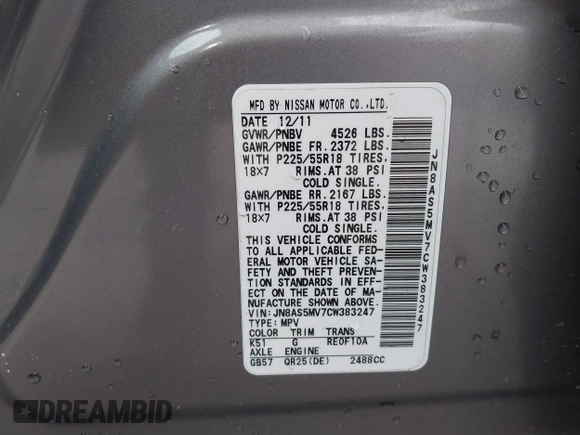 MFD BY NISSAN MOTOR CO.,LTD.
DATE 12/11
GVWR/PNBV 4526 LBS.
GAWR/PNBE FR.2372 LBS.
WITH P225/55R18 TIRES.
18×7 RIMS.AT 38 PSI
COLD SINGLE.
GAWR/PNBE RR.2167 LBS.
WITH P225/55R18 TIRES.
18×7 RIMS.AT 38 PSI
COLD SINGLE.
THIS VEHICLE CONFORMS
TO ALL APPLICABLE FED-
ERAL MOTOR VEHICLE SA-
FETY AND THEFT PREVENTION
STANDARDS IN EFFECT
ON THE DATE OF MA-
NUFACTURE SHOWN ABOVE.
VIN:JN8AS5MV7CW383247
TYPE:MPV
COLOR TRIM TRANS
K51 G RE0F10A
AXLE ENGINE
GB57 QR25(DE) 2488CC
JN8AS5MV7CW383247
DREAMBID